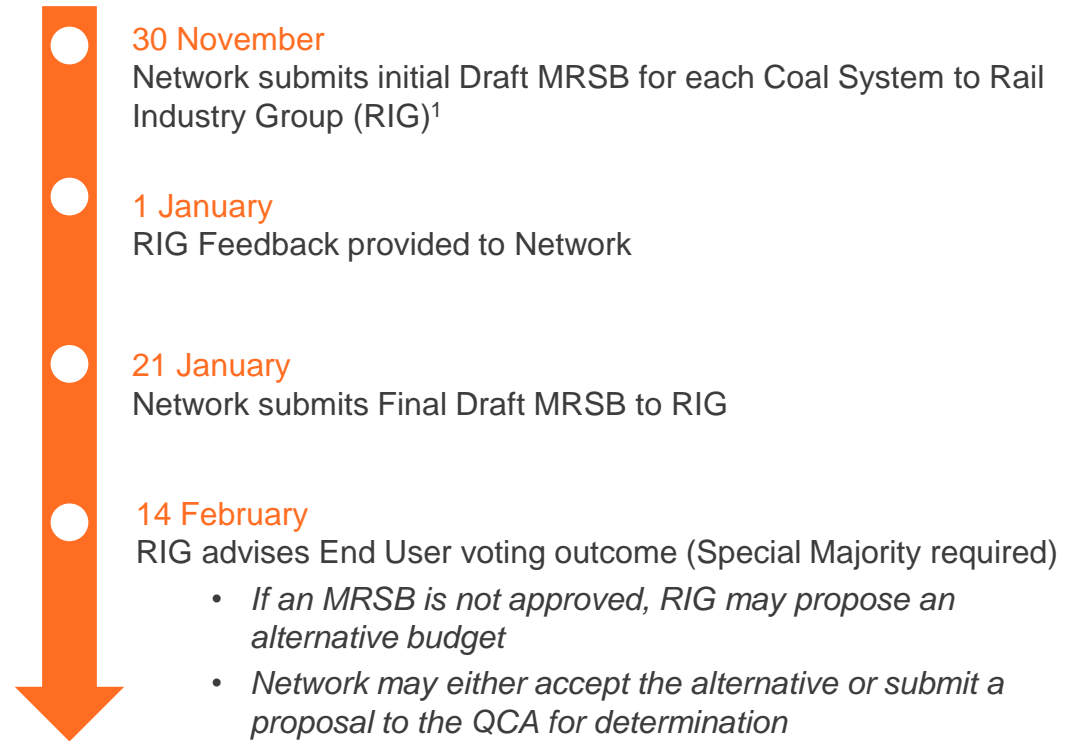 30 November
Network submits initial Draft MRSB for each Coal System to Rail
Industry Group (RIG)¹
1 January
RIG Feedback provided to Network
21 January
Network submits Final Draft MRSB to RIG
14 February
RIG advises End User voting outcome (Special Majority required)
• If an MRSB is not approved, RIG may propose an
alternative budget
• Network may either accept the alternative or submit a
proposal to the QCA for determination